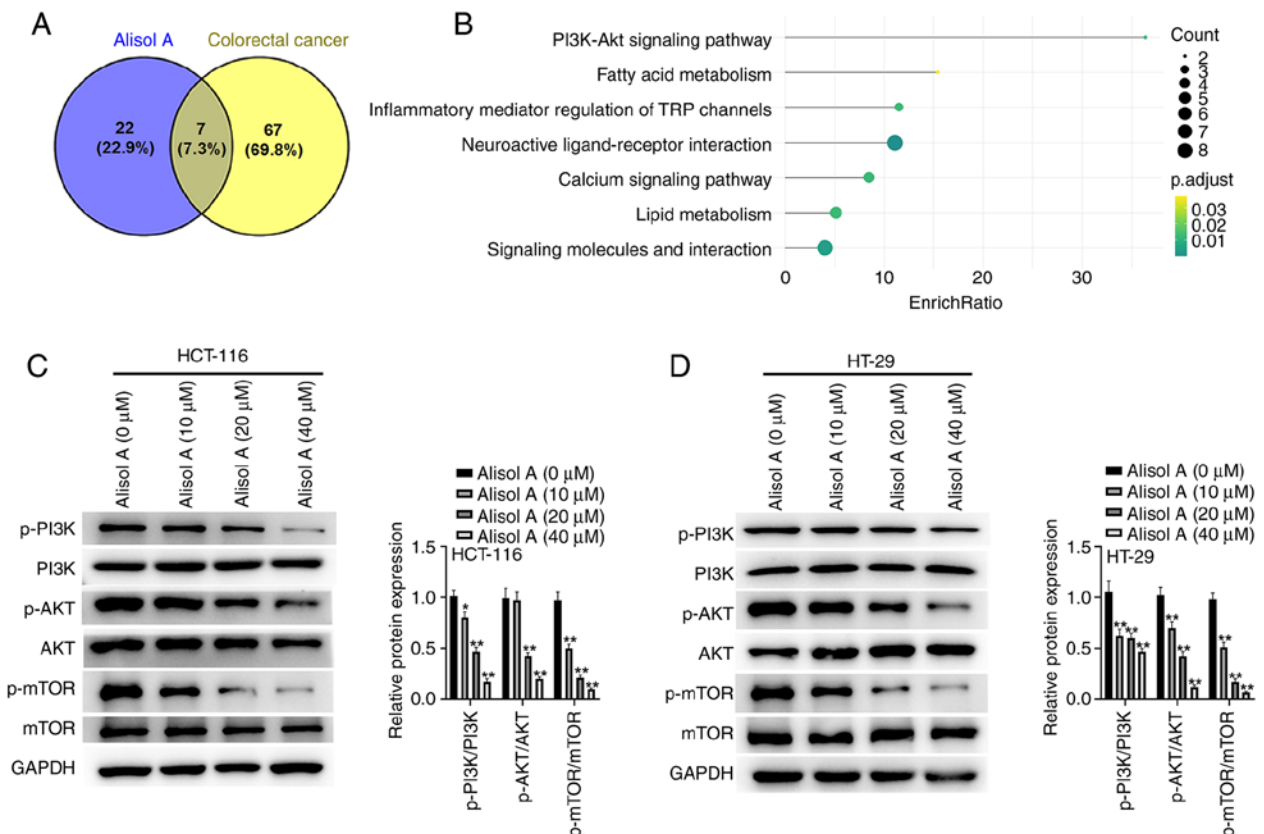 A
Alisol A
Colorectal cancer
22
(22.9%)
7
(7.3%)
67
(69.8%)
B
PI3K-Akt signaling pathway
Fatty acid metabolism
Inflammatory mediator regulation of TRP channels
Neuroactive ligand-receptor interaction
Calcium signaling pathway
Lipid metabolism
Signaling molecules and interaction
0
10
20
30
EnrichRatio
Count
2
3
4
5
6
7
8
p.adjust
0.03
0.02
0.01
C
HCT-116
Alisol A (0 μM)
Alisol A (10 μM)
Alisol A (20 μM)
Alisol A (40 μM)
p-PI3K
PI3K
p-AKT
AKT
p-mTOR
mTOR
GAPDH
Alisol A (0 μM)
Alisol A (10 μM)
Alisol A (20 μM)
Alisol A (40 μM)
HCT-116
Relative protein expression
1.5
1.0
0.5
0.0
*
**
**
**
**
**
**
**
p-PI3K/PI3K
p-AKT/AKT
p-mTOR/mTOR
D
HT-29
Alisol A (0 μM)
Alisol A (10 μM)
Alisol A (20 μM)
Alisol A (40 μM)
p-PI3K
PI3K
p-AKT
AKT
p-mTOR
mTOR
GAPDH
Alisol A (0 μM)
Alisol A (10 μM)
Alisol A (20 μM)
Alisol A (40 μM)
HT-29
Relative protein expression
1.5
1.0
0.5
0.0
**
**
**
**
**
**
**
**
**
p-PI3K/PI3K
p-AKT/AKT
p-mTOR/mTOR